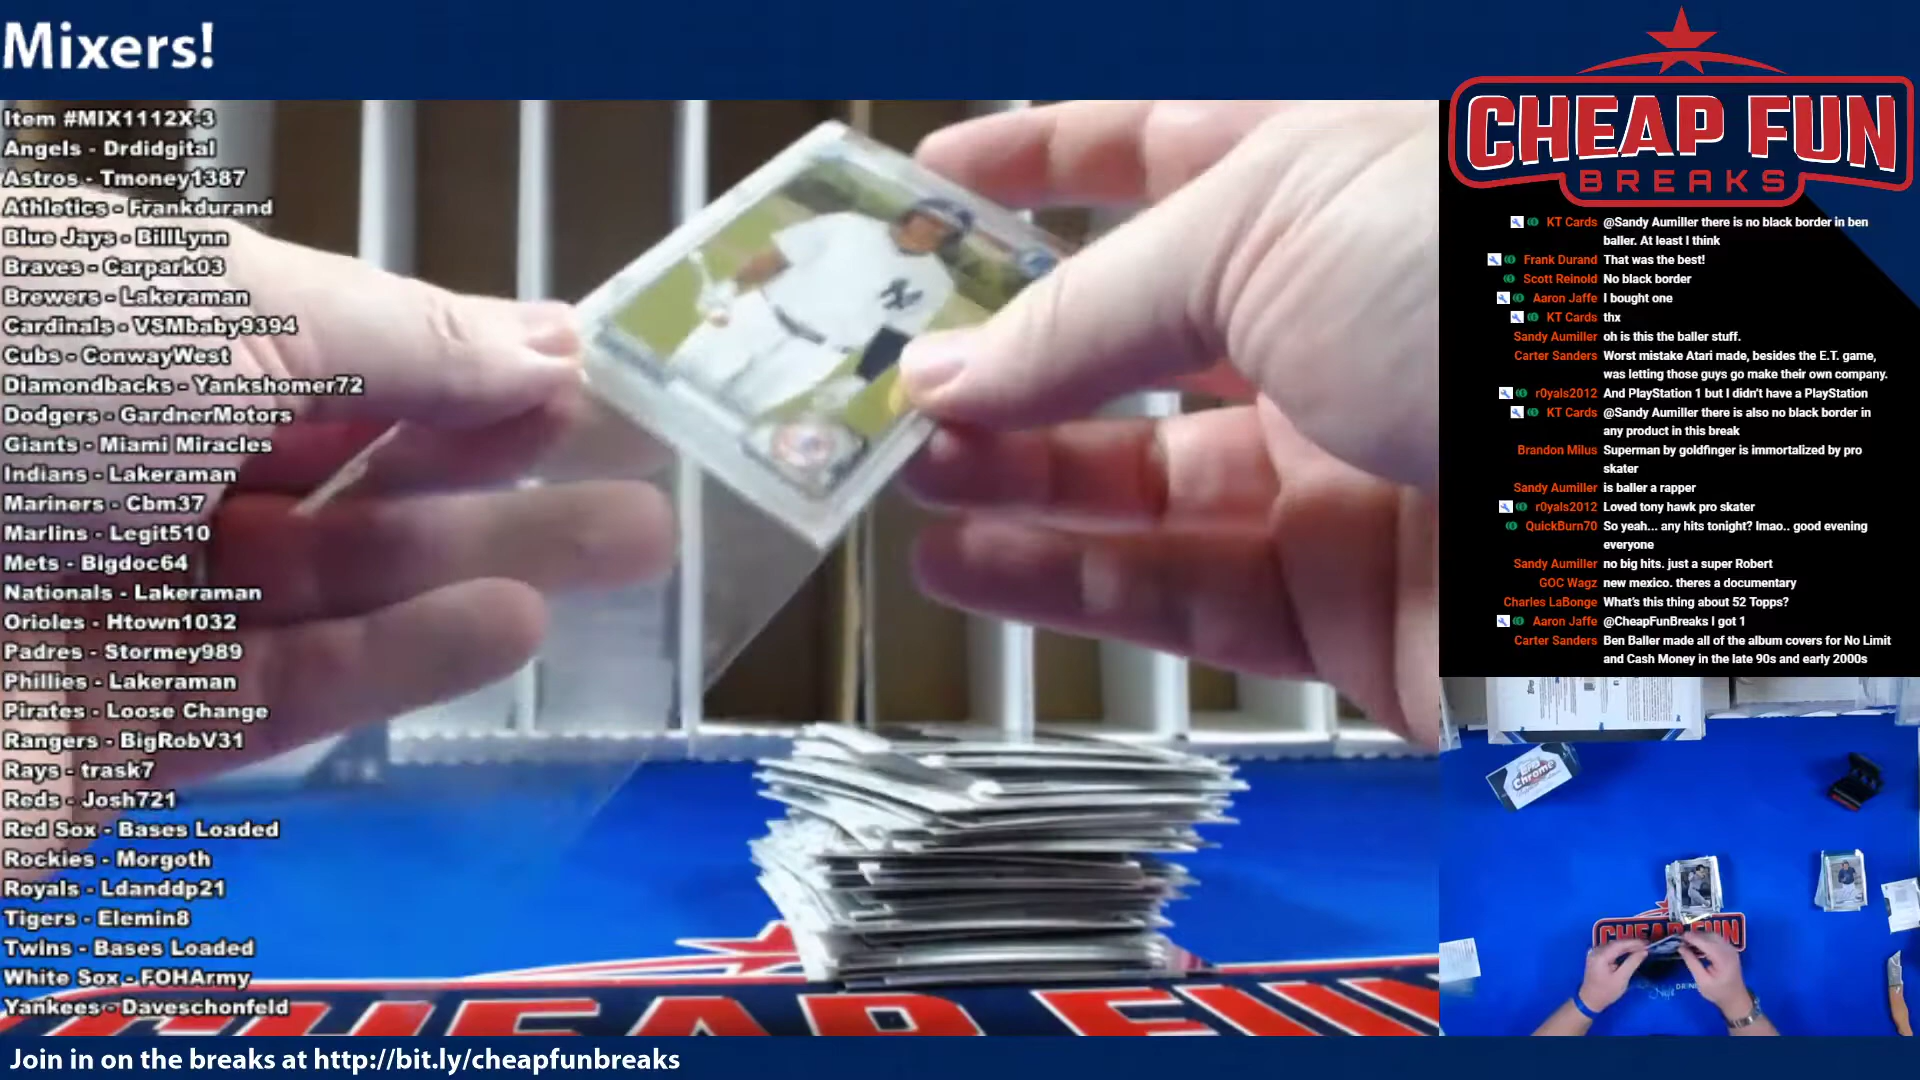 Mixers!
Item #MIX1112X-3
Angels - Drdidgital
Astros - Tmoney1387
Athletics - Frankdurand
Blue Jays - BillLynn
Braves - Carpark03
Brewers - Lakeraman
Cardinals - VSMbaby9394
Cubs - ConwayWest
Diamondbacks - Yankshomer72
Dodgers - GardnerMotors
Giants - Miami Miracles
Indians - Lakeraman
Mariners - Cbm37
Marlins - Legit510
Mets - Bigdoc64
Nationals - Lakeraman
Orioles - Htown1032
Padres - Stormey989
Phillies - Lakeraman
Pirates - Loose Change
Rangers - BigRobV31
Rays - trask7
Reds - Josh721
Red Sox - Bases Loaded
Rockies - Morgoth
Royals - Ldanddp21
Tigers - Elemin8
Twins - Bases Loaded
White Sox - FOHArmy
Yankees - Daveschonfeld
CHEAP FUN
Join in on the breaks at http://bit.ly/cheapfunbreaks
CHEAP FUN
BREAKS
KT Cards @Sandy Aumiller there is no black border in ben
baller. At least I think
Frank Durand That was the best!
Scott Reinold No black border
Aaron Jaffe I bought one
KT Cards thx
Sandy Aumiller oh is this the baller stuff.
Carter Sanders Worst mistake Atari made, besides the E.T. game,
was letting those guys go make their own company.
r0yals2012 And PlayStation 1 but I didn't have a PlayStation
KT Cards @Sandy Aumiller there is also no black border in
any product in this break
Brandon Milus Superman by goldfinger is immortalized by pro
skater
Sandy Aumiller is baller a rapper
r0yals2012 Loved tony hawk pro skater
QuickBurn70 So yeah... any hits tonight? lmao.. good evening
everyone
Sandy Aumiller no big hits. just a super Robert
GOC Wagz new mexico. theres a documentary
Charles LaBonge What's this thing about 52 Topps?
Aaron Jaffe @CheapFunBreaks I got 1
Carter Sanders Ben Baller made all of the album covers for No Limit
and Cash Money in the late 90s and early 2000s
Chrome
CHEAP FUN